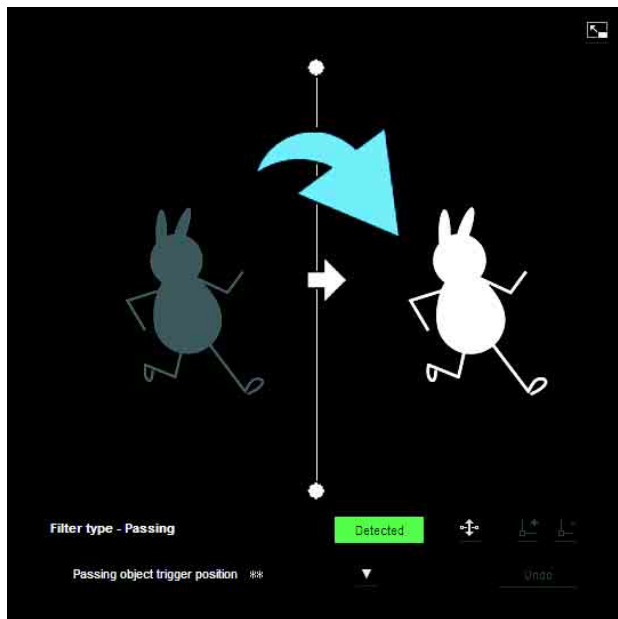 Filter type - Passing
Detected
Passing object trigger position **
Undo